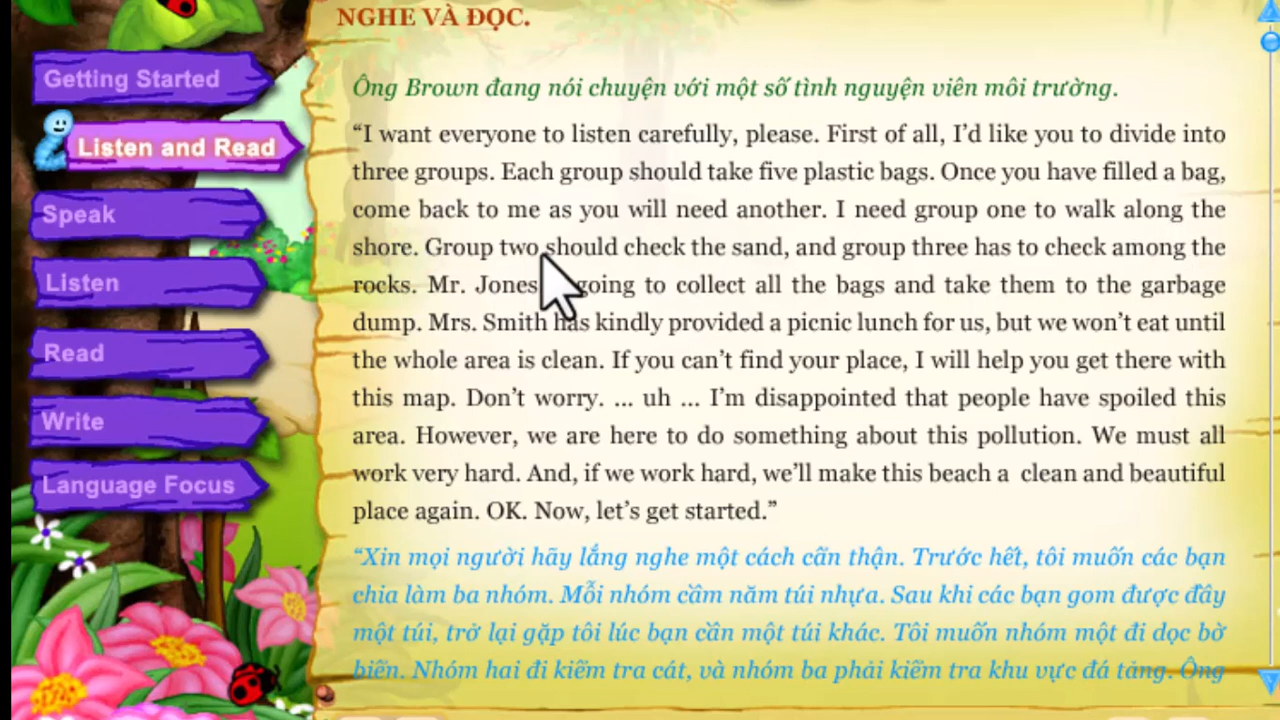 NGHE VÀ ĐỌC.
Ông Brown đang nói chuyện với một số tình nguyện viên môi trường.
Getting Started
Listen and Read
Speak
Listen
Read
Write
Language Focus
“I want everyone to listen carefully, please. First of all, I’d like you to divide into
three groups. Each group should take five plastic bags. Once you have filled a bag,
come back to me as you will need another. I need group one to walk along the
shore. Group two should check the sand, and group three has to check among the
rocks. Mr. Jones going to collect all the bags and take them to the garbage
dump. Mrs. Smith has kindly provided a picnic lunch for us, but we won’t eat until
the whole area is clean. If you can’t find your place, I will help you get there with
this map. Don’t worry. ... uh ... I’m disappointed that people have spoiled this
area. However, we are here to do something about this pollution. We must all
work very hard. And, if we work hard, we’ll make this beach a clean and beautiful
place again. OK. Now, let’s get started.”
“Xin mọi người hãy lắng nghe một cách cẩn thận. Trước hết, tôi muốn các bạn
chia làm ba nhóm. Mỗi nhóm cầm năm túi nhựa. Sau khi các bạn gom được đầy
một túi, trở lại gặp tôi lúc bạn cần một túi khác. Tôi muốn nhóm một đi dọc bờ
biển. Nhóm hai đi kiểm tra cát, và nhóm ba phải kiểm tra khu vực đá tảng. Ông